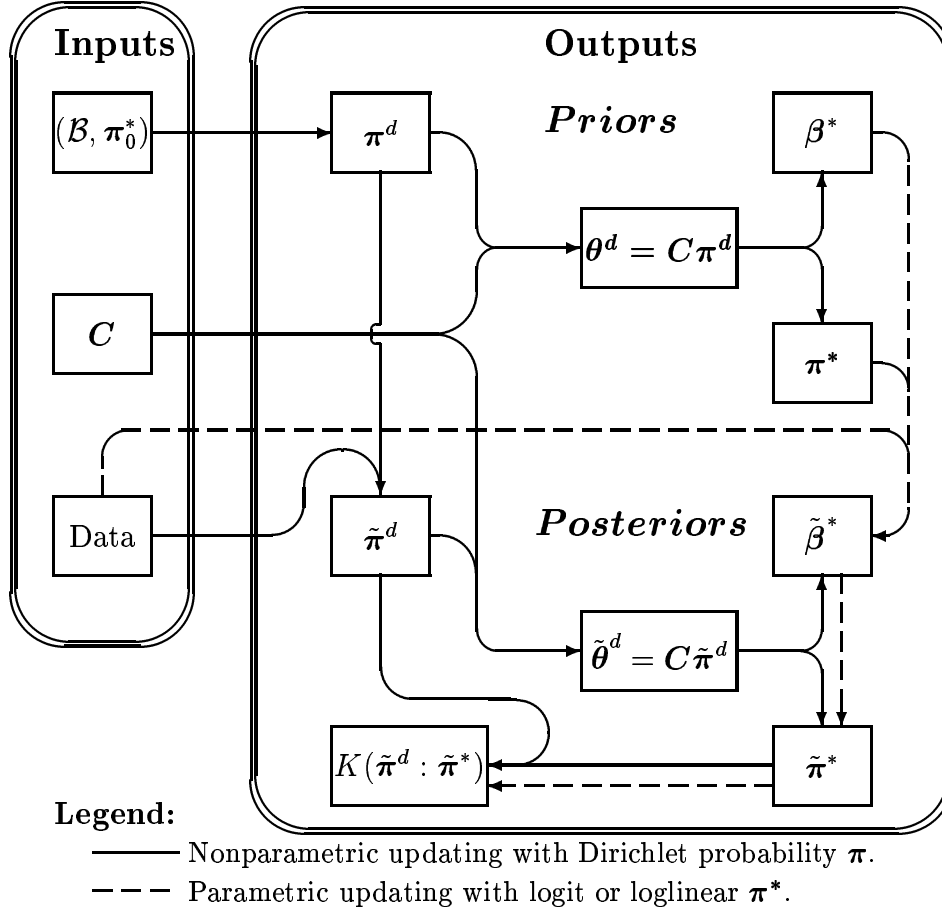 Inputs
Outputs
(ℬ, π₀*)
π^d
Priors
β*
θ^d = Cπ^d
C
π*
Data
π̃^d
Posteriors
β̃*
θ̃^d = Cπ̃^d
K(π̃^d : π̃*)
π̃*
Legend:
Nonparametric updating with Dirichlet probability π.
Parametric updating with logit or loglinear π*.